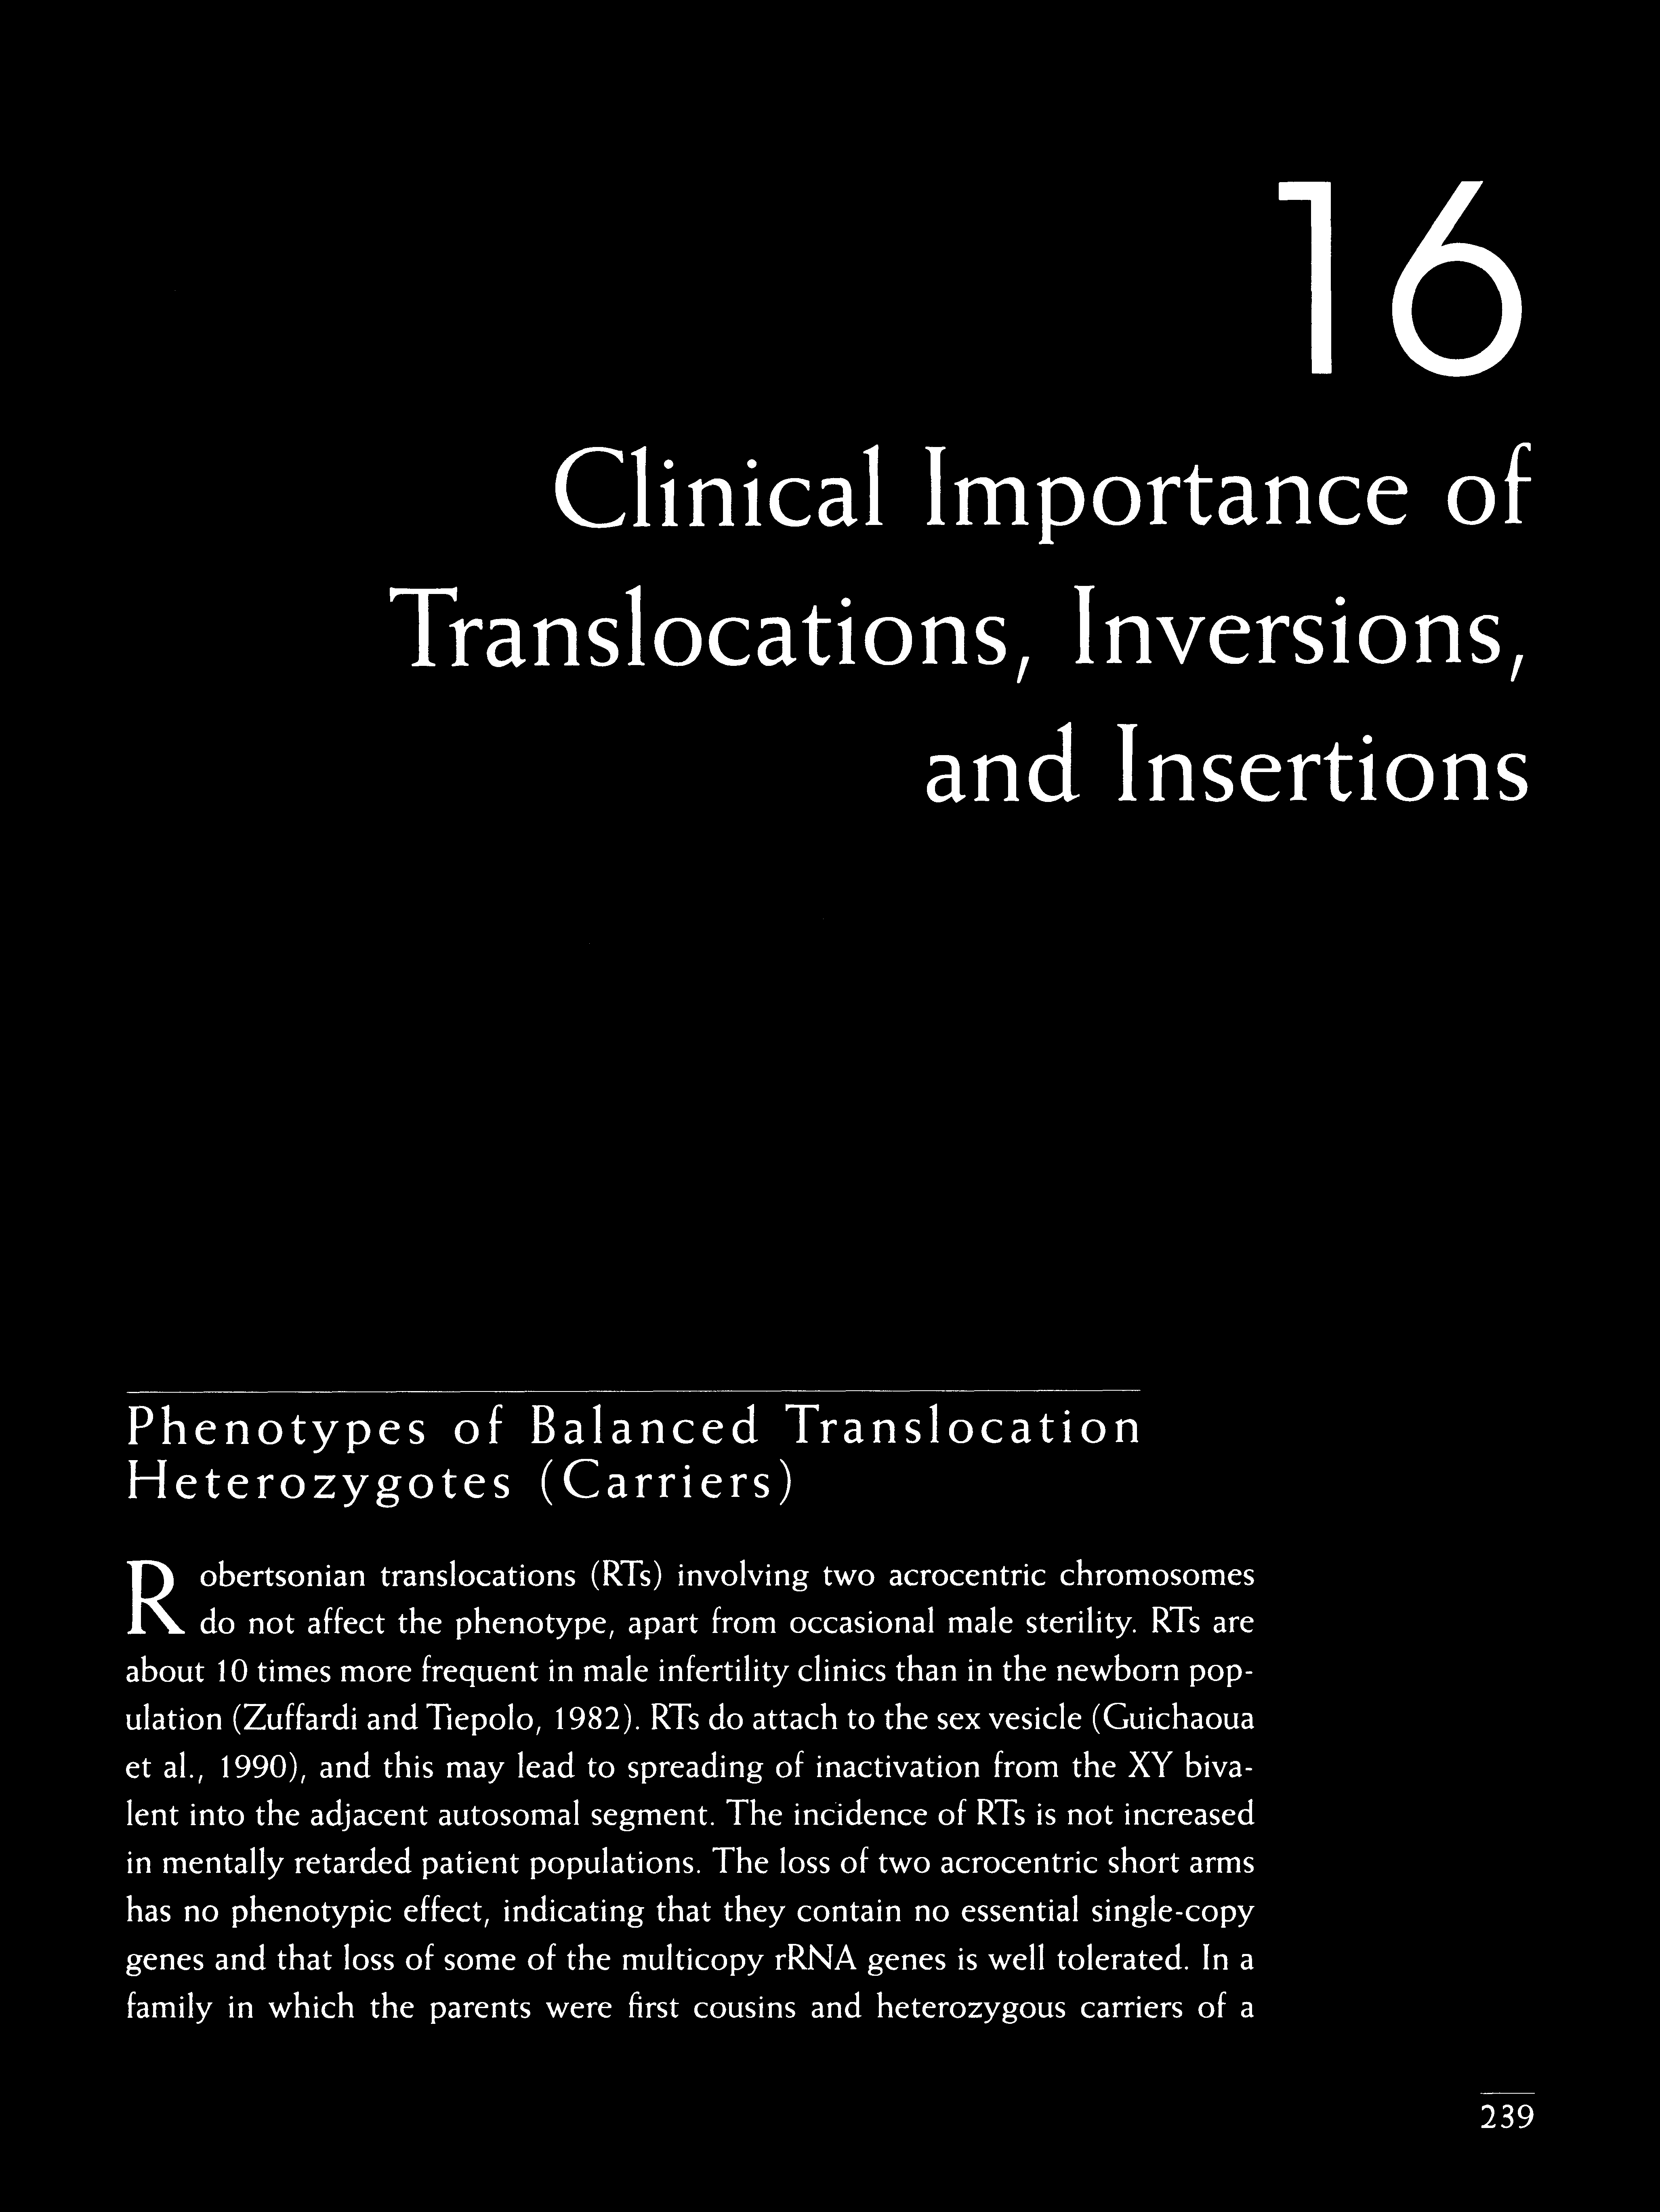 16
Clinical Importance of
Translocations, Inversions,
and Insertions
Phenotypes of Balanced Translocation
Heterozygotes (Carriers)
Robertsonian translocations (RTs) involving two acrocentric chromosomes
do not affect the phenotype, apart from occasional male sterility. RTs are
about 10 times more frequent in male infertility clinics than in the newborn pop-
ulation (Zuffardi and Tiepolo, 1982). RTs do attach to the sex vesicle (Guichaoua
et al., 1990), and this may lead to spreading of inactivation from the XY biva-
lent into the adjacent autosomal segment. The incidence of RTs is not increased
in mentally retarded patient populations. The loss of two acrocentric short arms
has no phenotypic effect, indicating that they contain no essential single-copy
genes and that loss of some of the multicopy rRNA genes is well tolerated. In a
family in which the parents were first cousins and heterozygous carriers of a
239